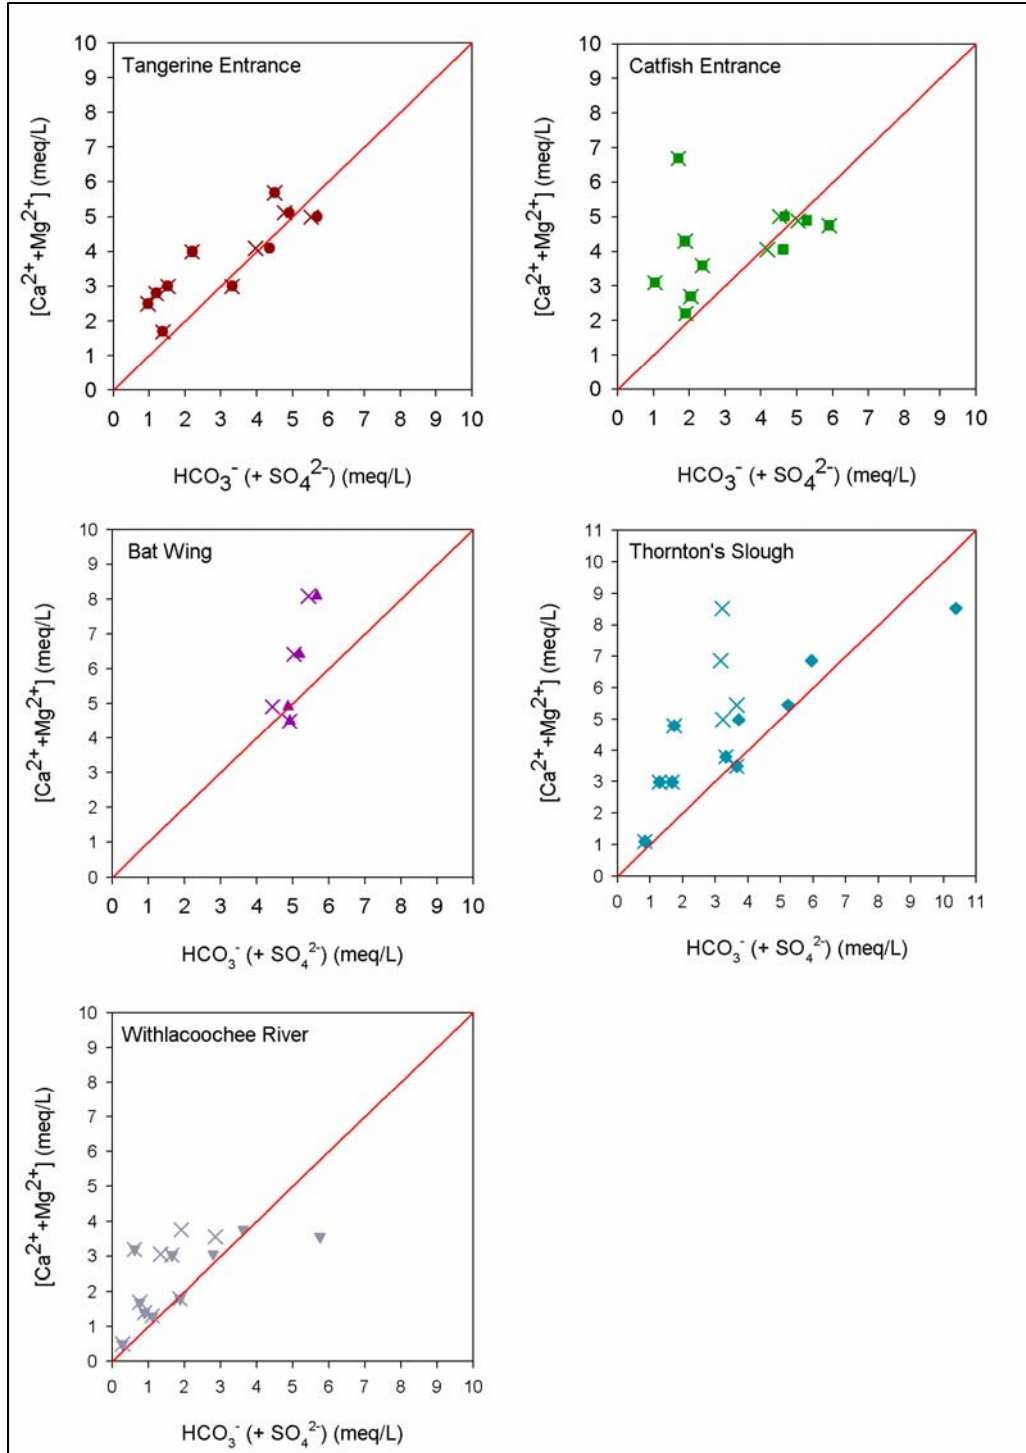 Tangerine Entrance
[Ca²⁺+Mg²⁺] (meq/L)
10
9
8
7
6
5
4
3
2
1
0
0 1 2 3 4 5 6 7 8 9 10
HCO₃⁻ (+ SO₄²⁻) (meq/L)
Catfish Entrance
[Ca²⁺+Mg²⁺] (meq/L)
10
9
8
7
6
5
4
3
2
1
0
0 1 2 3 4 5 6 7 8 9 10
HCO₃⁻ (+ SO₄²⁻) (meq/L)
Bat Wing
[Ca²⁺+Mg²⁺] (meq/L)
10
9
8
7
6
5
4
3
2
1
0
0 1 2 3 4 5 6 7 8 9 10
HCO₃⁻ (+ SO₄²⁻) (meq/L)
Thornton's Slough
[Ca²⁺+Mg²⁺] (meq/L)
11
10
9
8
7
6
5
4
3
2
1
0
0 1 2 3 4 5 6 7 8 9 10 11
HCO₃⁻ (+ SO₄²⁻) (meq/L)
Withlacoochee River
[Ca²⁺+Mg²⁺] (meq/L)
10
9
8
7
6
5
4
3
2
1
0
0 1 2 3 4 5 6 7 8 9 10
HCO₃⁻ (+ SO₄²⁻) (meq/L)